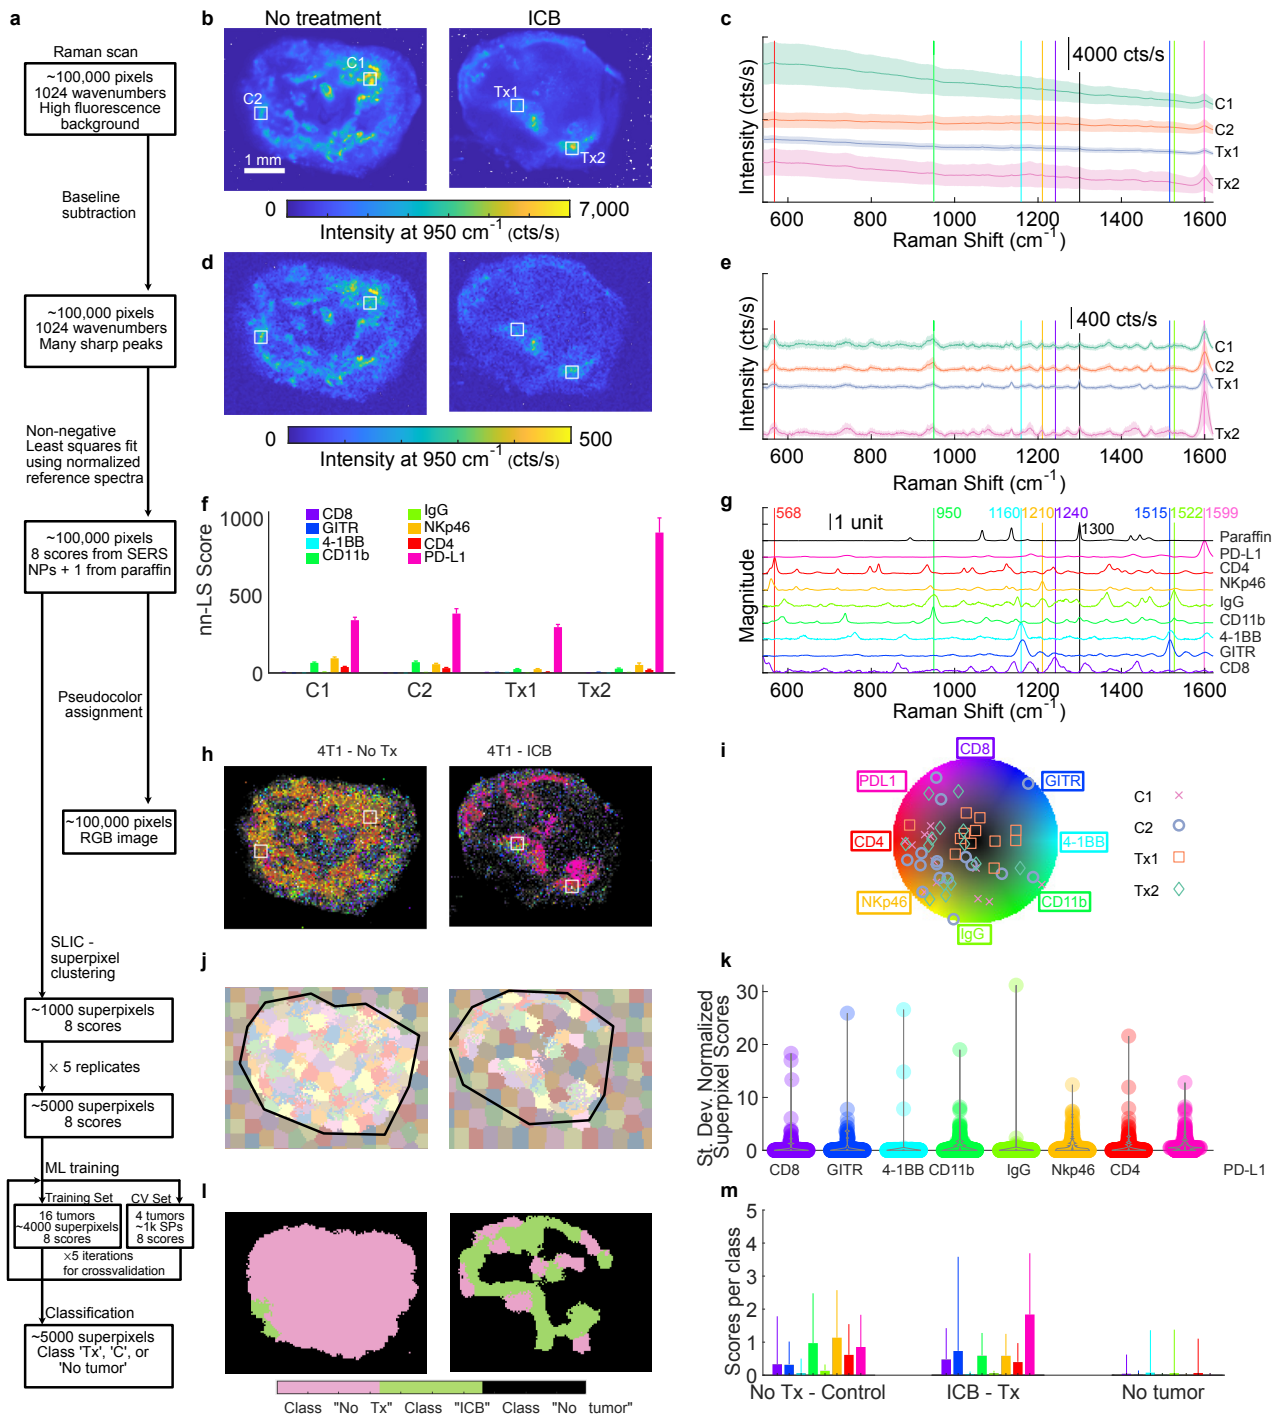 a
Raman scan
~100,000 pixels
1024 wavenumbers
High fluorescence
background
Baseline
subtraction
~100,000 pixels
1024 wavenumbers
Many sharp peaks
Non-negative
Least squares fit
using normalized
reference spectra
~100,000 pixels
8 scores from SERS
NPs + 1 from paraffin
Pseudocolor
assignment
~100,000 pixels
RGB image
SLIC -
superpixel
clustering
~1000 superpixels
8 scores
× 5 replicates
~5000 superpixels
8 scores
ML training
Training Set
CV Set
16 tumors
~4000 superpixels
8 scores
4 tumors
~1k SPs
8 scores
×5 iterations
for crossvalidation
Classification
~5000 superpixels
Class 'Tx', 'C', or
'No tumor'
b
No treatment
ICB
C1
C2
1 mm
Tx1
Tx2
0
7,000
Intensity at 950 cm⁻¹ (cts/s)
c
4000 cts/s
C1
C2
Tx1
Tx2
Intensity (cts/s)
600 800 1000 1200 1400 1600
Raman Shift (cm⁻¹)
d
0
500
Intensity at 950 cm⁻¹ (cts/s)
e
400 cts/s
C1
C2
Tx1
Tx2
Intensity (cts/s)
600 800 1000 1200 1400 1600
Raman Shift (cm⁻¹)
f
nn-LS Score
1000
500
0
CD8
GITR
4-1BB
CD11b
IgG
NKp46
CD4
PD-L1
C1 C2 Tx1 Tx2
g
568
1 unit
950
1160
1210
1240
1300
1515
1522
1599
Paraffin
PD-L1
CD4
NKp46
IgG
CD11b
4-1BB
GITR
CD8
Magnitude
600 800 1000 1200 1400 1600
Raman Shift (cm⁻¹)
h
4T1 - No Tx
4T1 - ICB
i
CD8
PDL1
GITR
CD4
4-1BB
NKp46
CD11b
IgG
C1
C2
Tx1
Tx2
j
k
St. Dev. Normalized
Superpixel Scores
30
20
10
0
CD8 GITR 4-1BB CD11b IgG Nkp46 CD4 PD-L1
l
Class "No Tx" Class "ICB" Class "No tumor"
m
Scores per class
5
4
3
2
1
0
No Tx - Control
ICB - Tx
No tumor